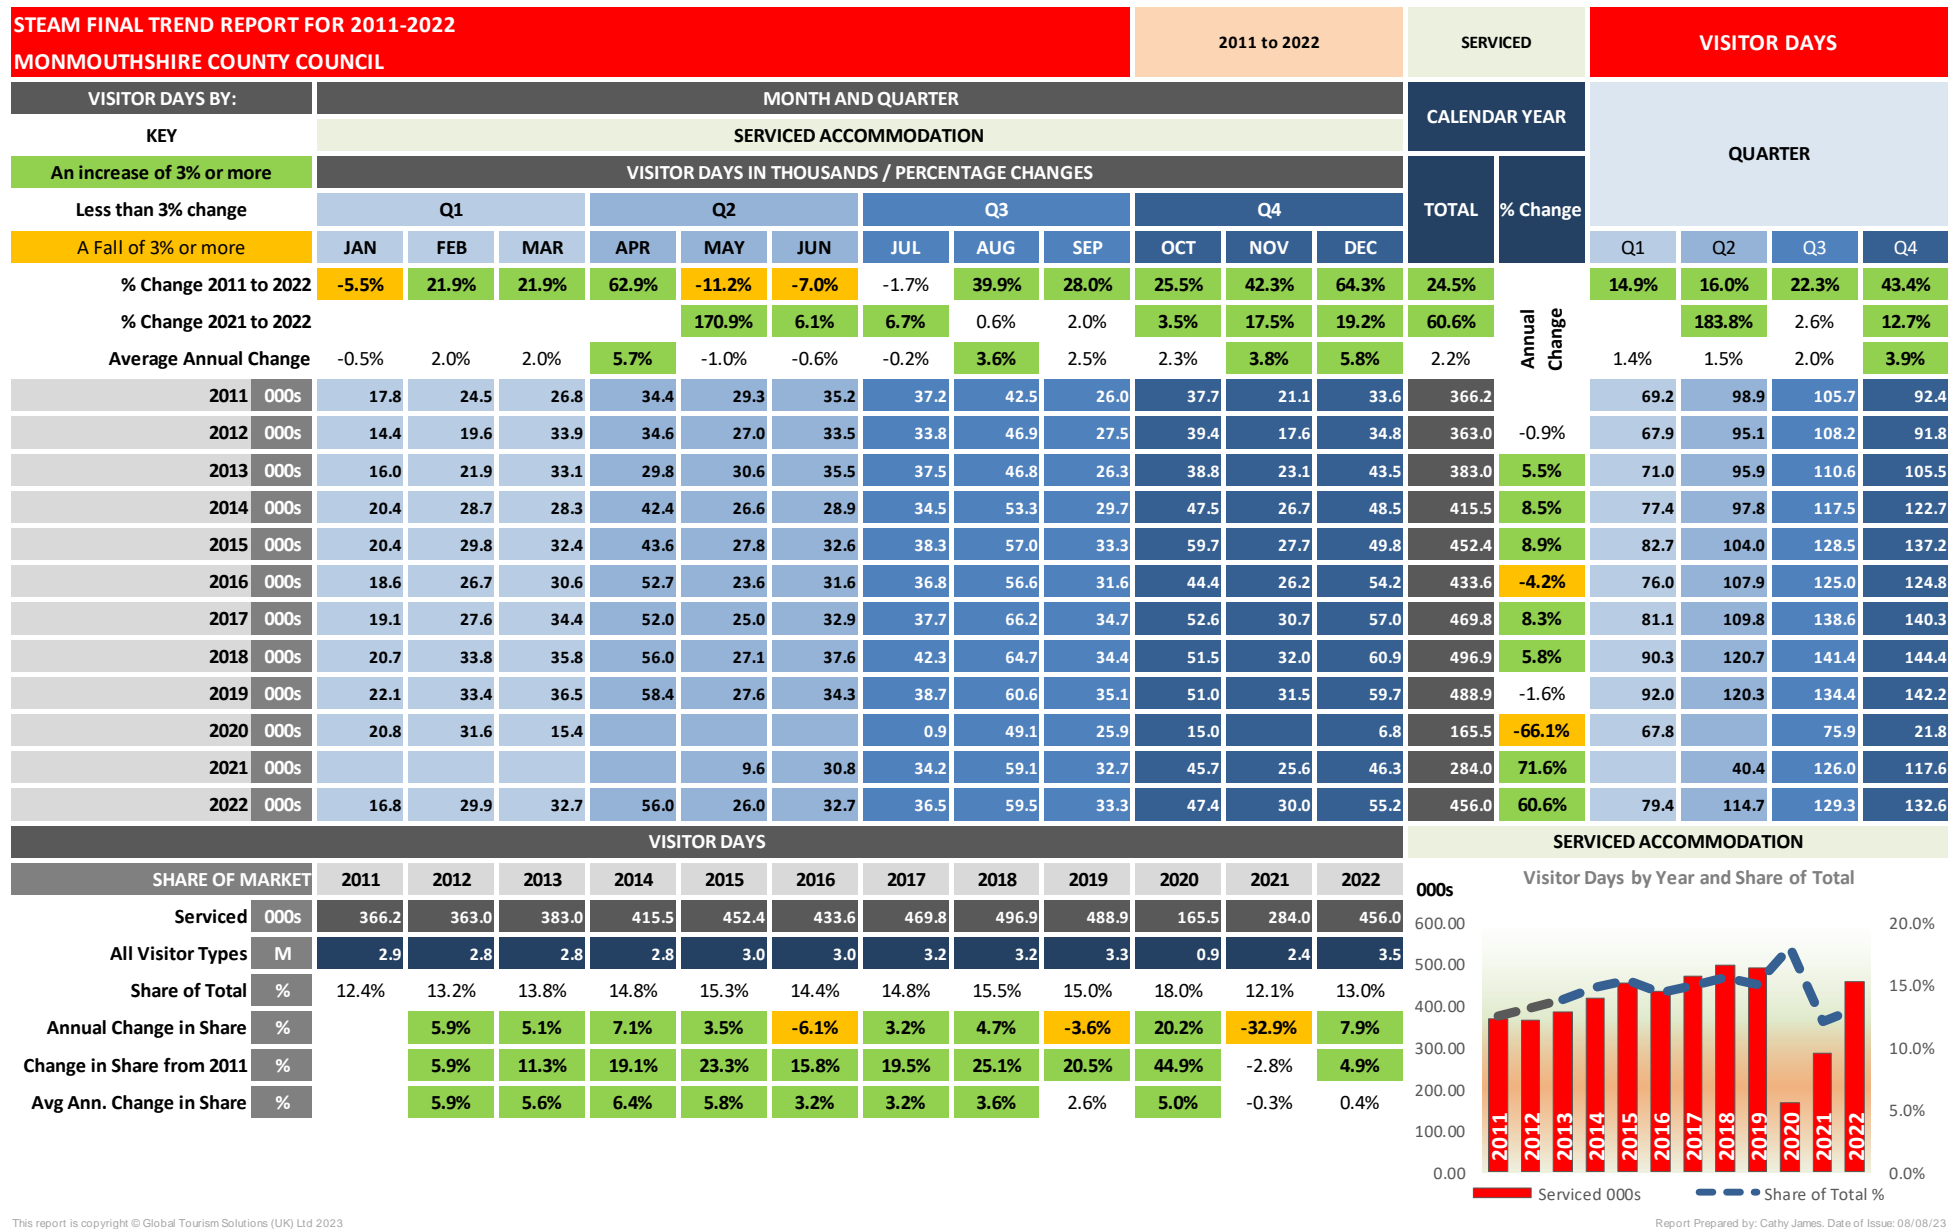 STEAM FINAL TREND REPORT FOR 2011-2022
MONMOUTHSHIRE COUNTY COUNCIL
2011 to 2022
SERVICED
VISITOR DAYS
VISITOR DAYS BY:
MONTH AND QUARTER
CALENDAR YEAR
QUARTER
KEY
SERVICED ACCOMMODATION
An increase of 3% or more
VISITOR DAYS IN THOUSANDS / PERCENTAGE CHANGES
TOTAL
% Change
Less than 3% change
Q1 Q2 Q3 Q4
A Fall of 3% or more
JAN FEB MAR APR MAY JUN JUL AUG SEP OCT NOV DEC Q1 Q2 Q3 Q4
% Change 2011 to 2022 -5.5% 21.9% 21.9% 62.9% -11.2% -7.0% -1.7% 39.9% 28.0% 25.5% 42.3% 64.3% 24.5% 14.9% 16.0% 22.3% 43.4%
% Change 2021 to 2022 170.9% 6.1% 6.7% 0.6% 2.0% 3.5% 17.5% 19.2% 60.6% 183.8% 2.6% 12.7%
Average Annual Change -0.5% 2.0% 2.0% 5.7% -1.0% -0.6% -0.2% 3.6% 2.5% 2.3% 3.8% 5.8% 2.2% 1.4% 1.5% 2.0% 3.9%
Annual
Change
2011 000s 17.8 24.5 26.8 34.4 29.3 35.2 37.2 42.5 26.0 37.7 21.1 33.6 366.2 69.2 98.9 105.7 92.4
2012 000s 14.4 19.6 33.9 34.6 27.0 33.5 33.8 46.9 27.5 39.4 17.6 34.8 363.0 -0.9% 67.9 95.1 108.2 91.8
2013 000s 16.0 21.9 33.1 29.8 30.6 35.5 37.5 46.8 26.3 38.8 23.1 43.5 383.0 5.5% 71.0 95.9 110.6 105.5
2014 000s 20.4 28.7 28.3 42.4 26.6 28.9 34.5 53.3 29.7 47.5 26.7 48.5 415.5 8.5% 77.4 97.8 117.5 122.7
2015 000s 20.4 29.8 32.4 43.6 27.8 32.6 38.3 57.0 33.3 59.7 27.7 49.8 452.4 8.9% 82.7 104.0 128.5 137.2
2016 000s 18.6 26.7 30.6 52.7 23.6 31.6 36.8 56.6 31.6 44.4 26.2 54.2 433.6 -4.2% 76.0 107.9 125.0 124.8
2017 000s 19.1 27.6 34.4 52.0 25.0 32.9 37.7 66.2 34.7 52.6 30.7 57.0 469.8 8.3% 81.1 109.8 138.6 140.3
2018 000s 20.7 33.8 35.8 56.0 27.1 37.6 42.3 64.7 34.4 51.5 32.0 60.9 496.9 5.8% 90.3 120.7 141.4 144.4
2019 000s 22.1 33.4 36.5 58.4 27.6 34.3 38.7 60.6 35.1 51.0 31.5 59.7 488.9 -1.6% 92.0 120.3 134.4 142.2
2020 000s 20.8 31.6 15.4 0.9 49.1 25.9 15.0 6.8 165.5 -66.1% 67.8 75.9 21.8
2021 000s 9.6 30.8 34.2 59.1 32.7 45.7 25.6 46.3 284.0 71.6% 40.4 126.0 117.6
2022 000s 16.8 29.9 32.7 56.0 26.0 32.7 36.5 59.5 33.3 47.4 30.0 55.2 456.0 60.6% 79.4 114.7 129.3 132.6
VISITOR DAYS
SERVICED ACCOMMODATION
SHARE OF MARKET 2011 2012 2013 2014 2015 2016 2017 2018 2019 2020 2021 2022
Serviced 000s 366.2 363.0 383.0 415.5 452.4 433.6 469.8 496.9 488.9 165.5 284.0 456.0
All Visitor Types M 2.9 2.8 2.8 2.8 3.0 3.0 3.2 3.2 3.3 0.9 2.4 3.5
Share of Total % 12.4% 13.2% 13.8% 14.8% 15.3% 14.4% 14.8% 15.5% 15.0% 18.0% 12.1% 13.0%
Annual Change in Share % 5.9% 5.1% 7.1% 3.5% -6.1% 3.2% 4.7% -3.6% 20.2% -32.9% 7.9%
Change in Share from 2011 % 5.9% 11.3% 19.1% 23.3% 15.8% 19.5% 25.1% 20.5% 44.9% -2.8% 4.9%
Avg Ann. Change in Share % 5.9% 5.6% 6.4% 5.8% 3.2% 3.2% 3.6% 2.6% 5.0% -0.3% 0.4%
Visitor Days by Year and Share of Total
000s
600.00 20.0%
500.00
400.00 15.0%
300.00 10.0%
200.00
100.00 5.0%
0.00 0.0%
2011 2012 2013 2014 2015 2016 2017 2018 2019 2020 2021 2022
Serviced 000s Share of Total %
This report is copyright © Global Tourism Solutions (UK) Ltd 2023
Report Prepared by: Cathy James. Date of Issue: 08/08/23